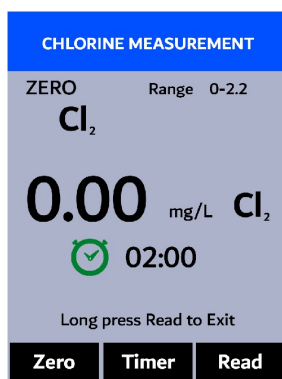 CHLORINE MEASUREMENT
ZERO Range 0-2.2
Cl₂
0.00 mg/L Cl₂
02:00
Long press Read to Exit
Zero Timer Read